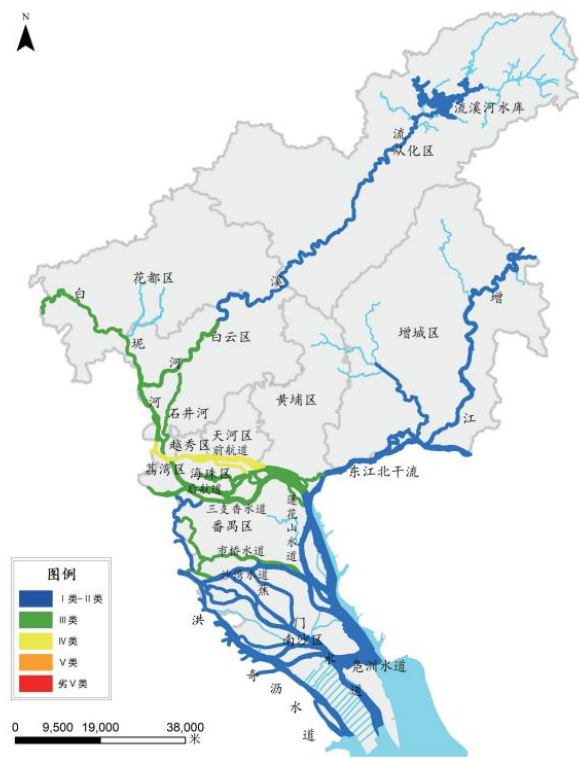 N
流溪河水库
流
从化区
花都区
溪
白
增
坭
白云区
河
增城区
河
石井河
黄埔区
江
越秀区
天河区
前航道
荔湾区
海珠区
后航道
东江北干流
三支香水道
莲花山水道
番禺区
市桥水道
沙湾水道
蕉
洪
门
南沙区
水
凫洲水道
奇
道
沥
水
道
图例
Ⅰ类-Ⅱ类
Ⅲ类
Ⅳ类
Ⅴ类
劣Ⅴ类
0 9,500 19,000 38,000
米